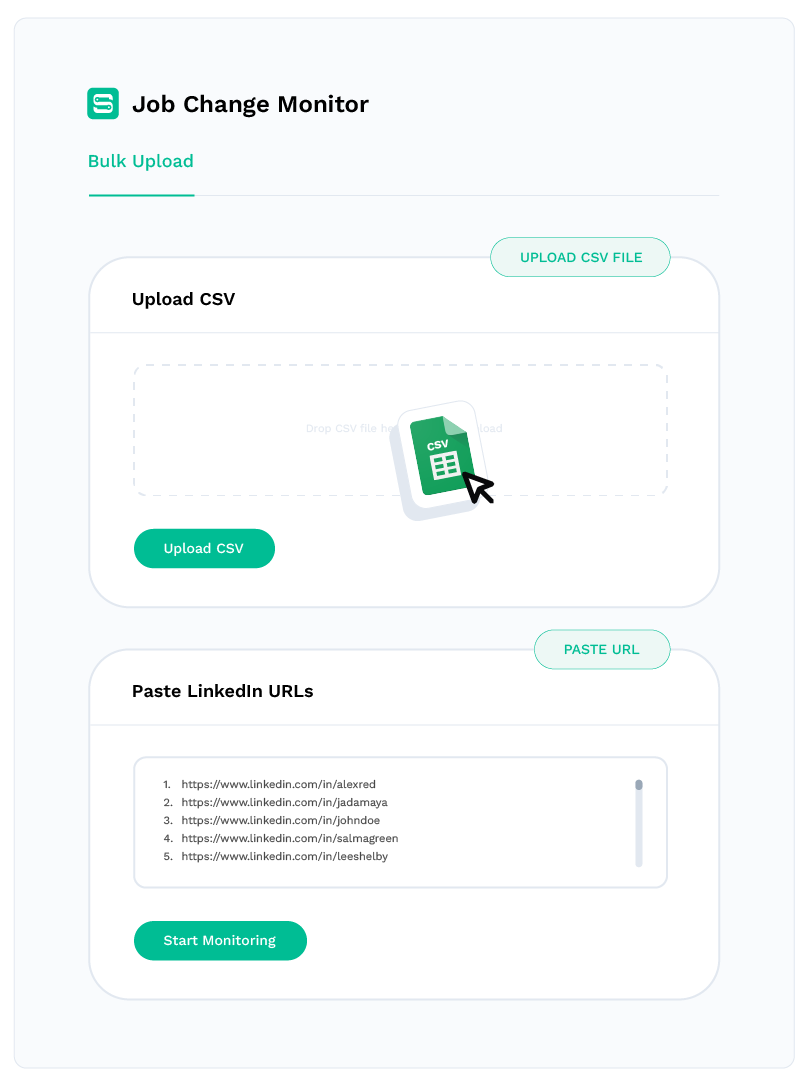 Job Change Monitor
Bulk Upload
UPLOAD CSV FILE
Upload CSV
Drop CSV file
CSV
Upload CSV
PASTE URL
Paste LinkedIn URLs
1. https://www.linkedin.com/in/alexred
2. https://www.linkedin.com/in/jadamaya
3. https://www.linkedin.com/in/johndoe
4. https://www.linkedin.com/in/salmagreen
5. https://www.linkedin.com/in/leeshelby
Start Monitoring